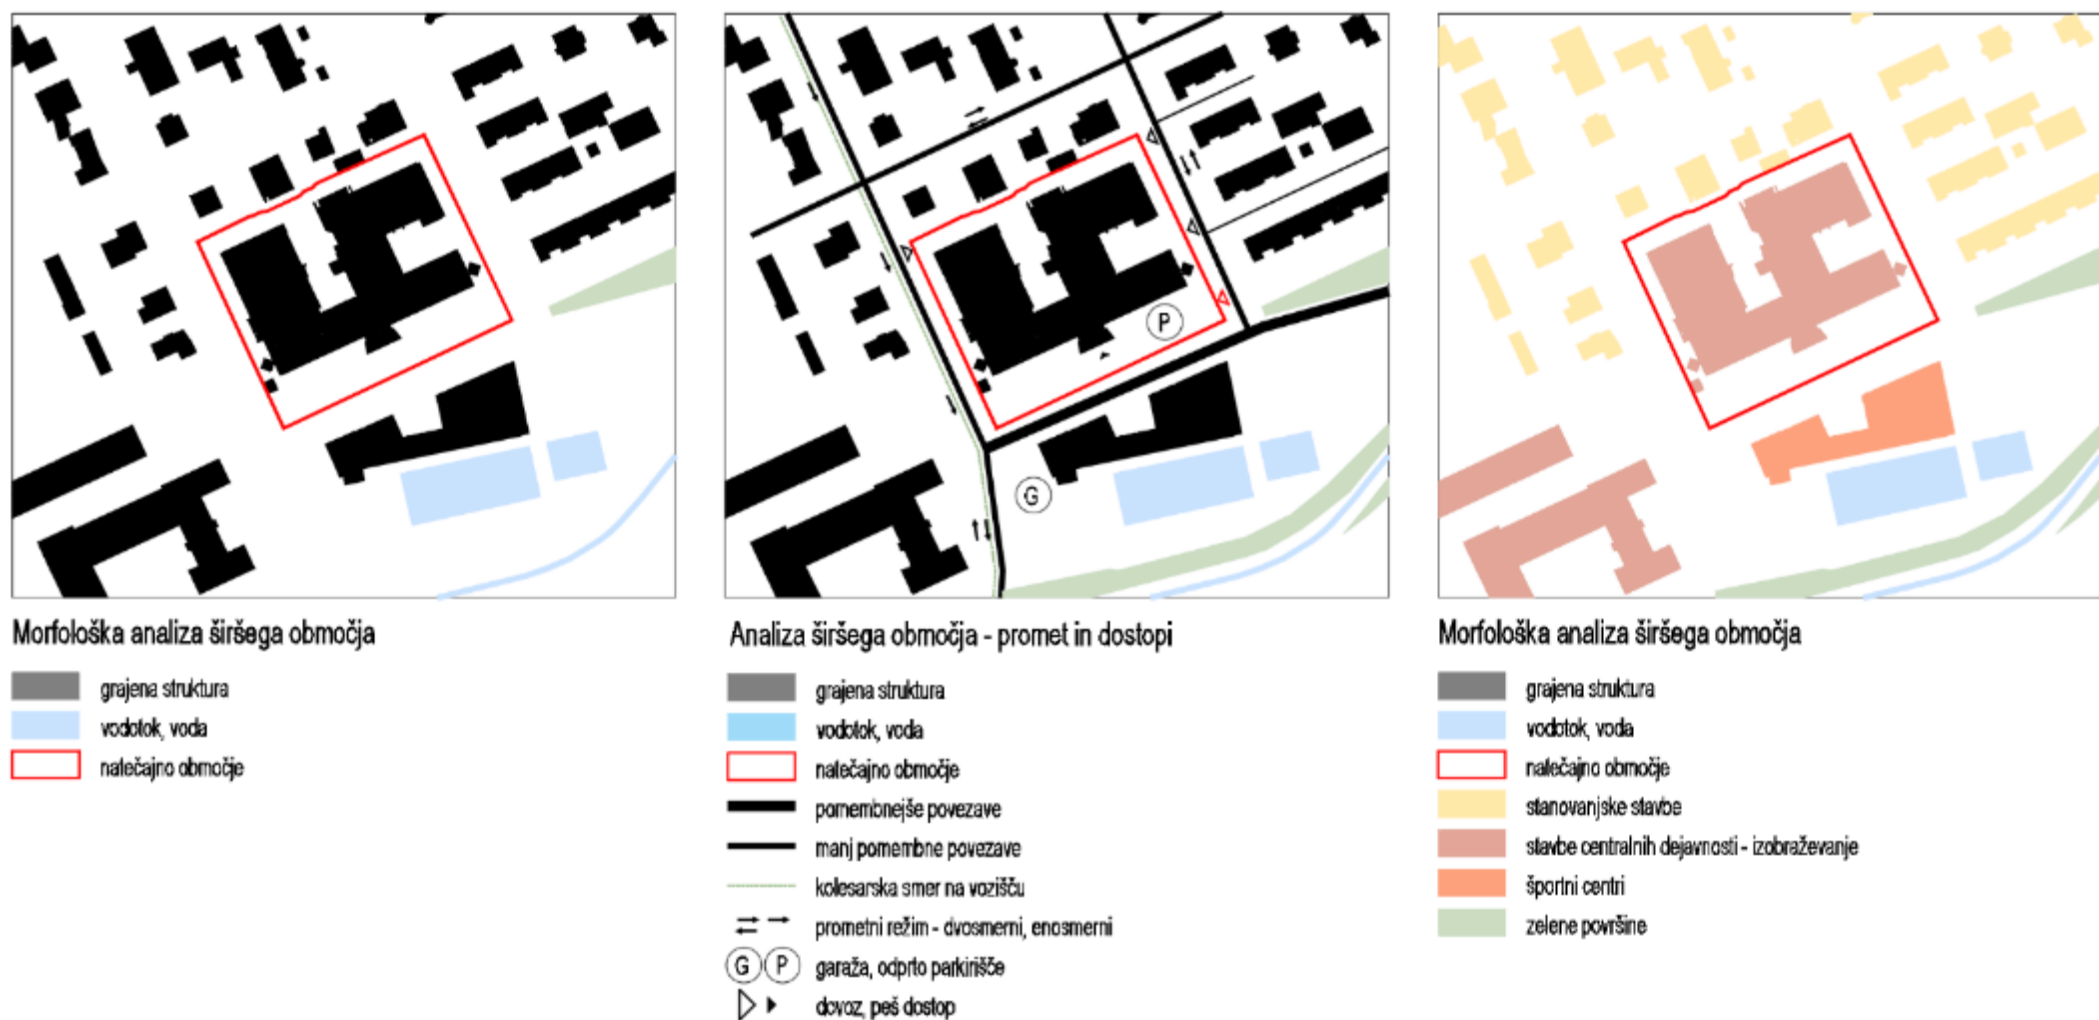 P
G
Morfološka analiza širšega območja
grajena struktura
vodotok, voda
natečajno območje
Analiza širšega območja - promet in dostopi
grajena struktura
vodotok, voda
natečajno območje
pomembnejše povezave
manj pomembne povezave
kolesarska smer na vozišču
prometni režim - dvosmerni, enosmerni
G P garaža, odprto parkirišče
dovoz, peš dostop
Morfološka analiza širšega območja
grajena struktura
vodotok, voda
natečajno območje
stanovanjske stavbe
stavbe centralnih dejavnosti - izobraževanje
športni centri
zelene površine